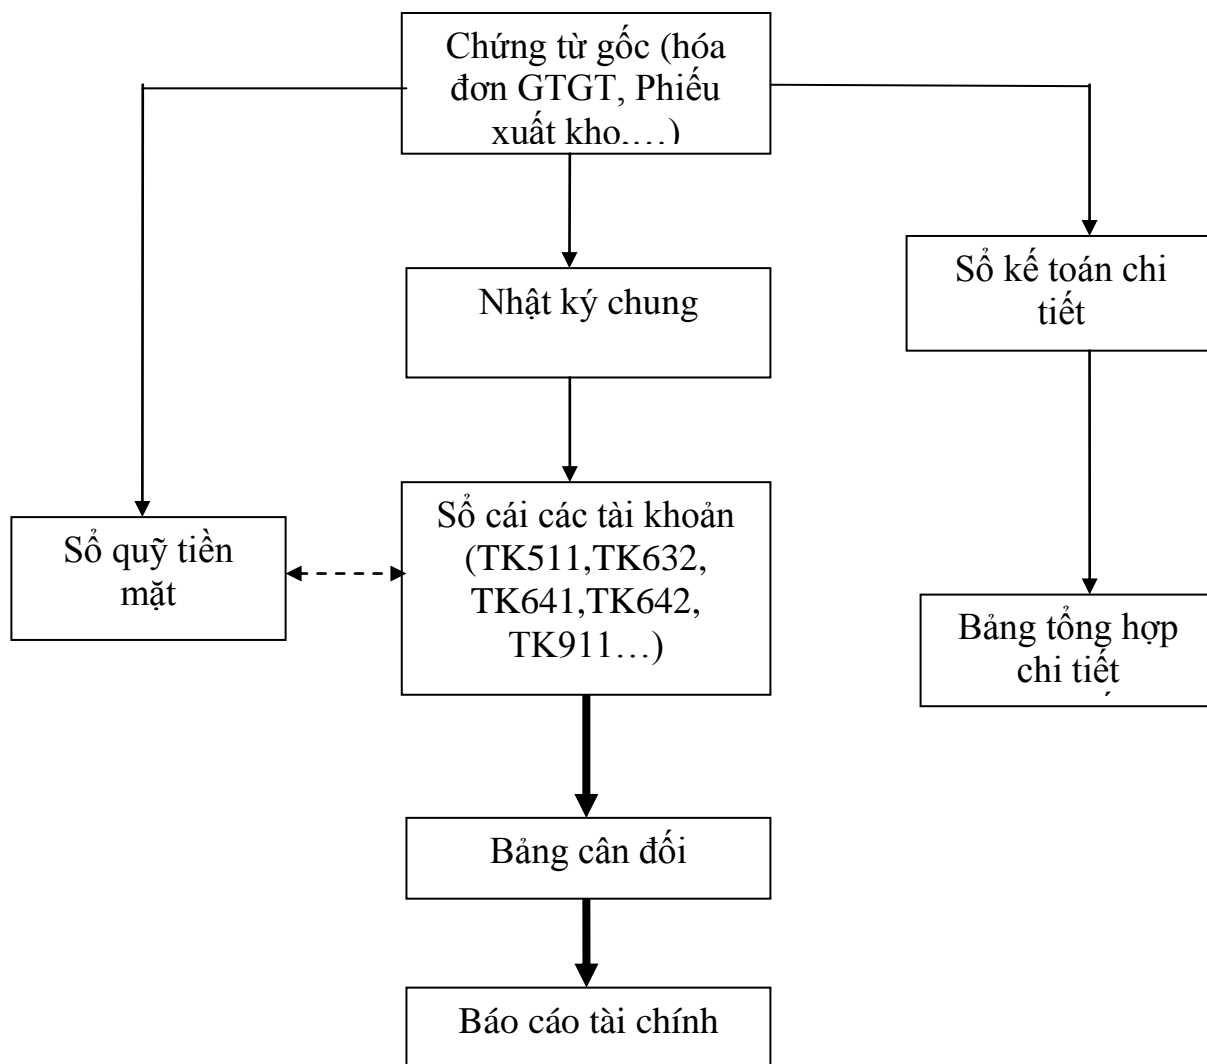 Chứng từ gốc (hóa
đơn GTGT, Phiếu
xuất kho,…)
Nhật ký chung
Sổ kế toán chi
tiết
Sổ quỹ tiền
mặt
Sổ cái các tài khoản
(TK511,TK632,
TK641,TK642,
TK911…)
Bảng tổng hợp
chi tiết
Bảng cân đối
Báo cáo tài chính